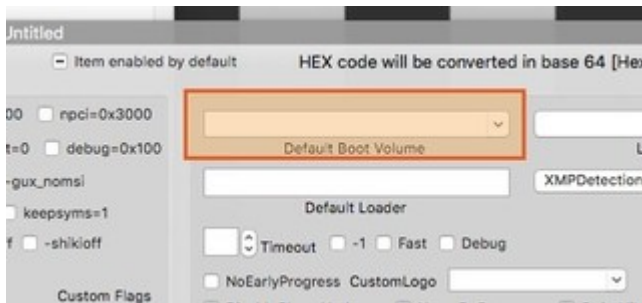 Untitled
Item enabled by default HEX code will be converted in base 64 [Hex
00 npci=0x3000
t=0 debug=0x100 Default Boot Volume L
-gux_nomsi XMPDetection
keepsyms=1 Default Loader
f -shikioff Timeout -1 Fast Debug
NoEarlyProgress CustomLogo
Custom Flags